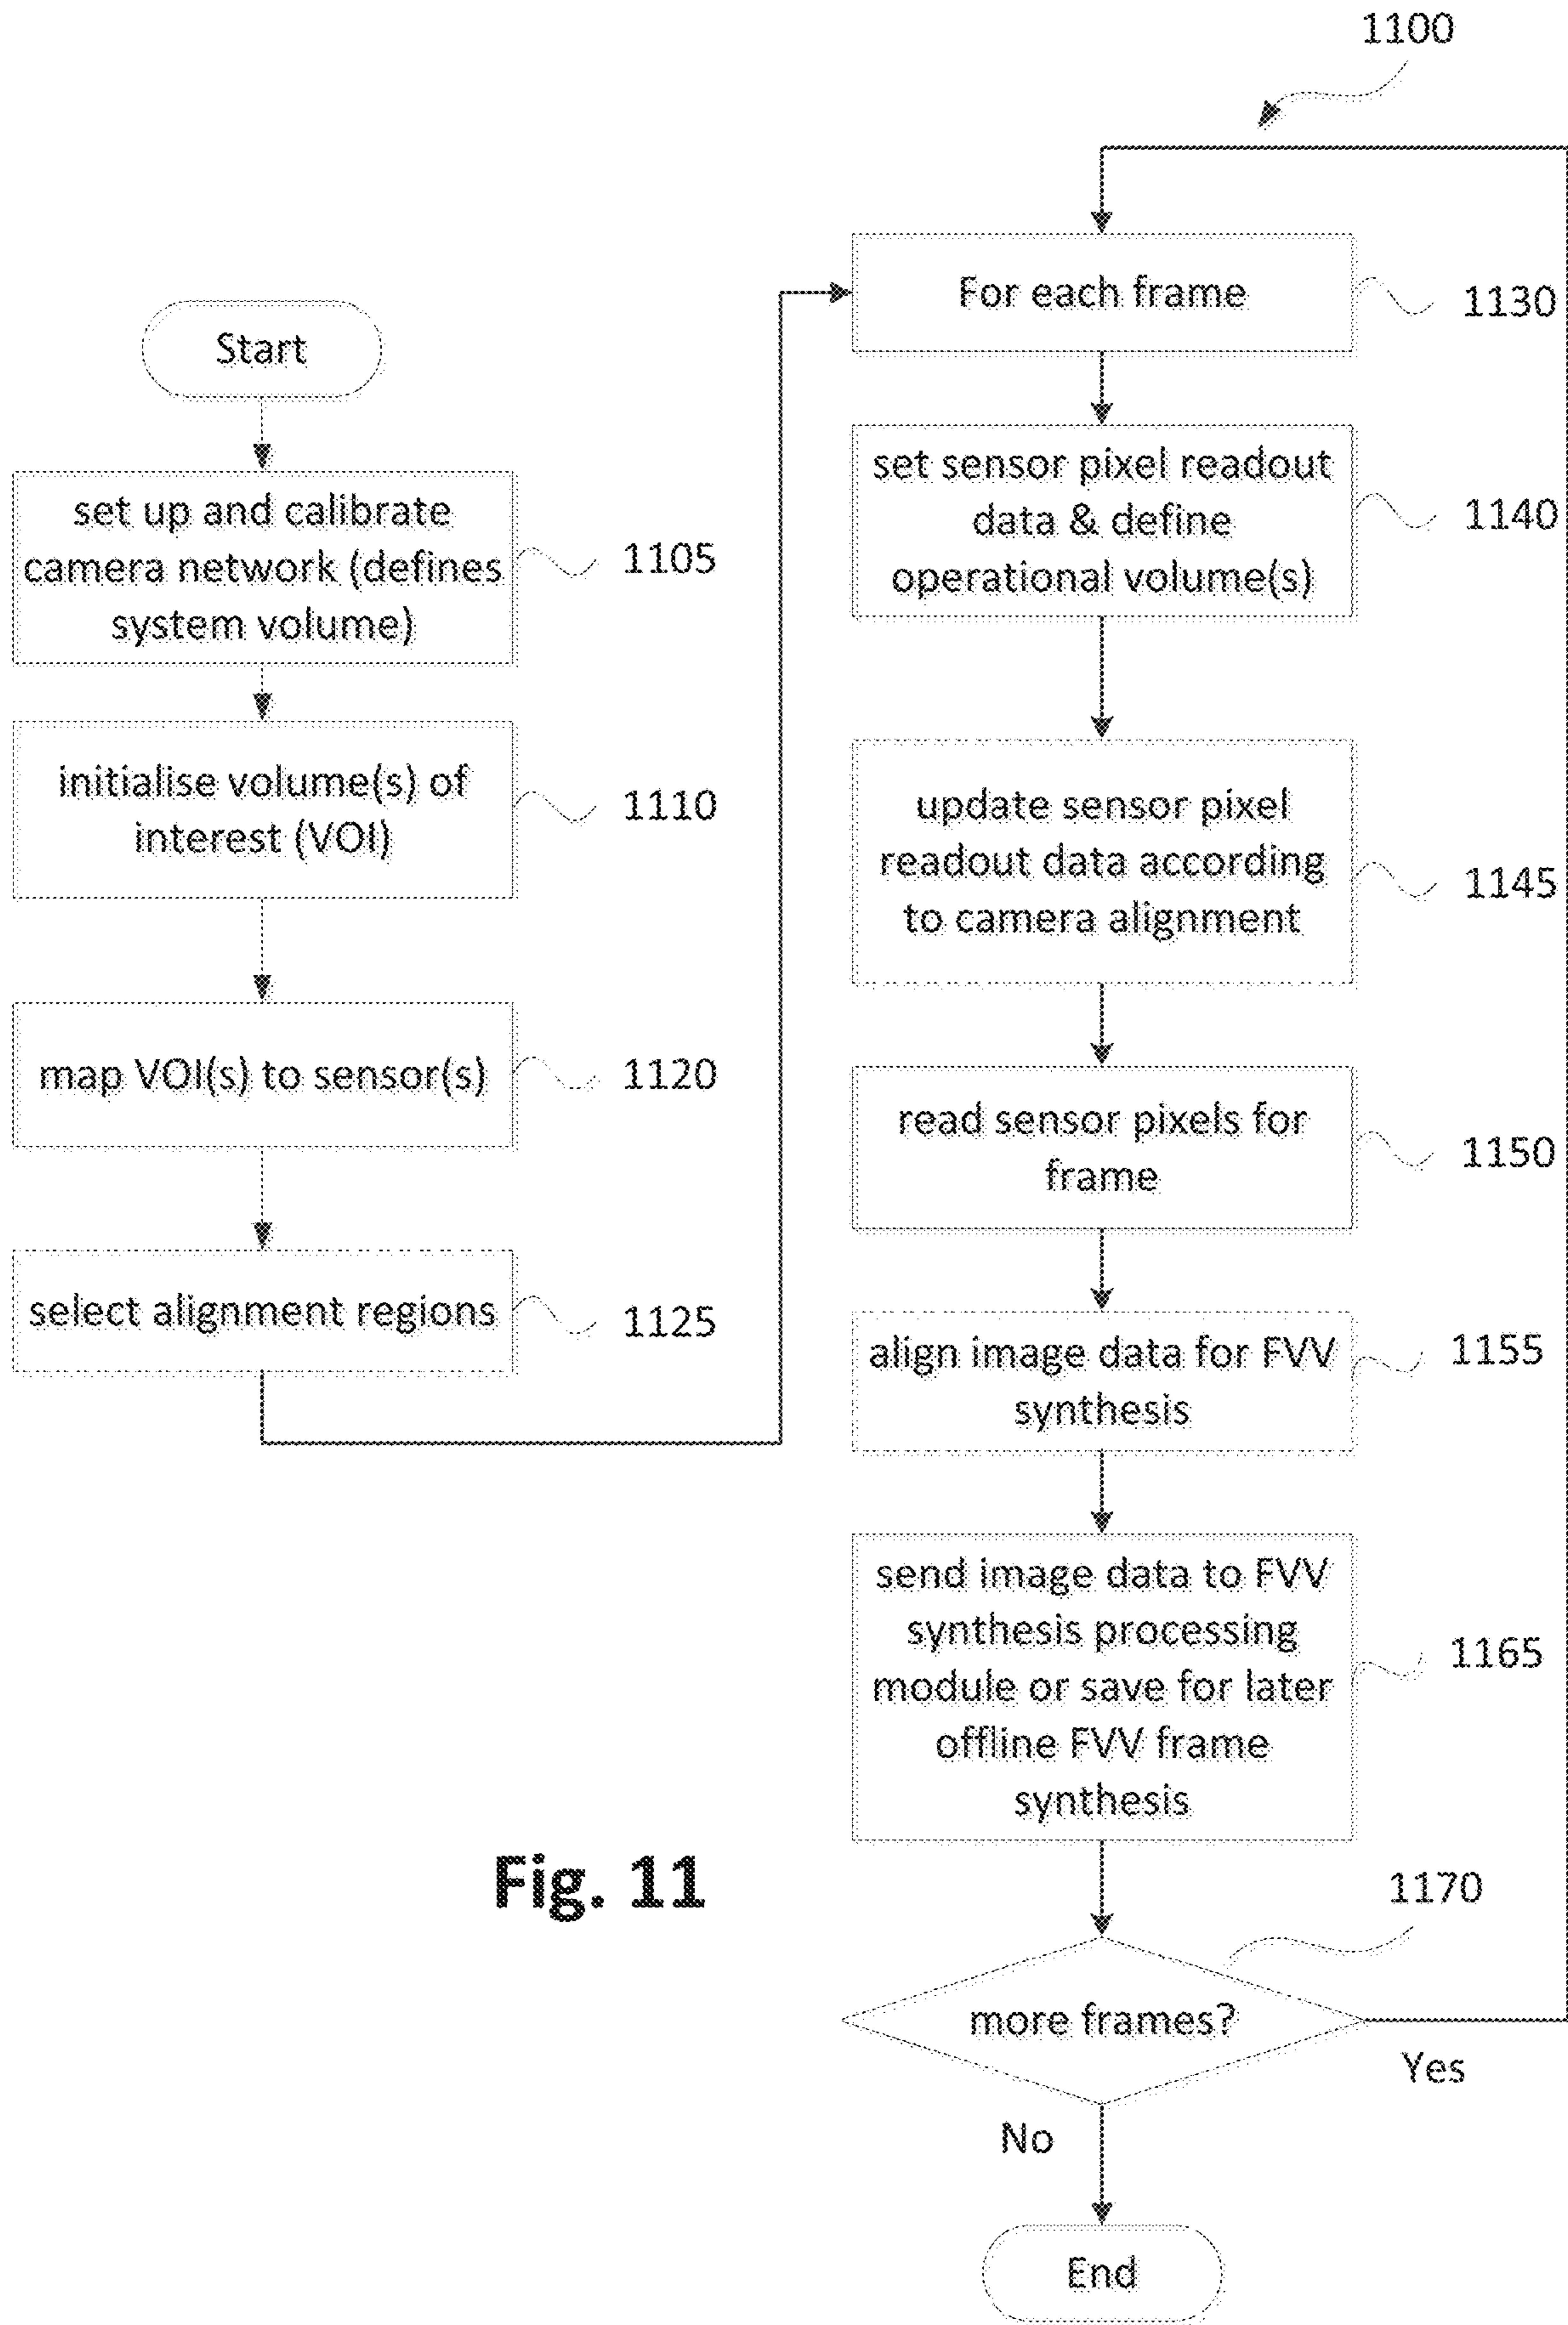 1100
Start
set up and calibrate
camera network (defines
system volume)
1105
initialise volume(s) of
interest (VOI)
1110
map VOI(s) to sensor(s)
1120
select alignment regions
1125
For each frame
1130
set sensor pixel readout
data & define
operational volume(s)
1140
update sensor pixel
readout data according
to camera alignment
1145
read sensor pixels for
frame
1150
align image data for FVV
synthesis
1155
send image data to FVV
synthesis processing
module or save for later
offline FVV frame
synthesis
1165
1170
more frames?
Yes
No
End
Fig. 11